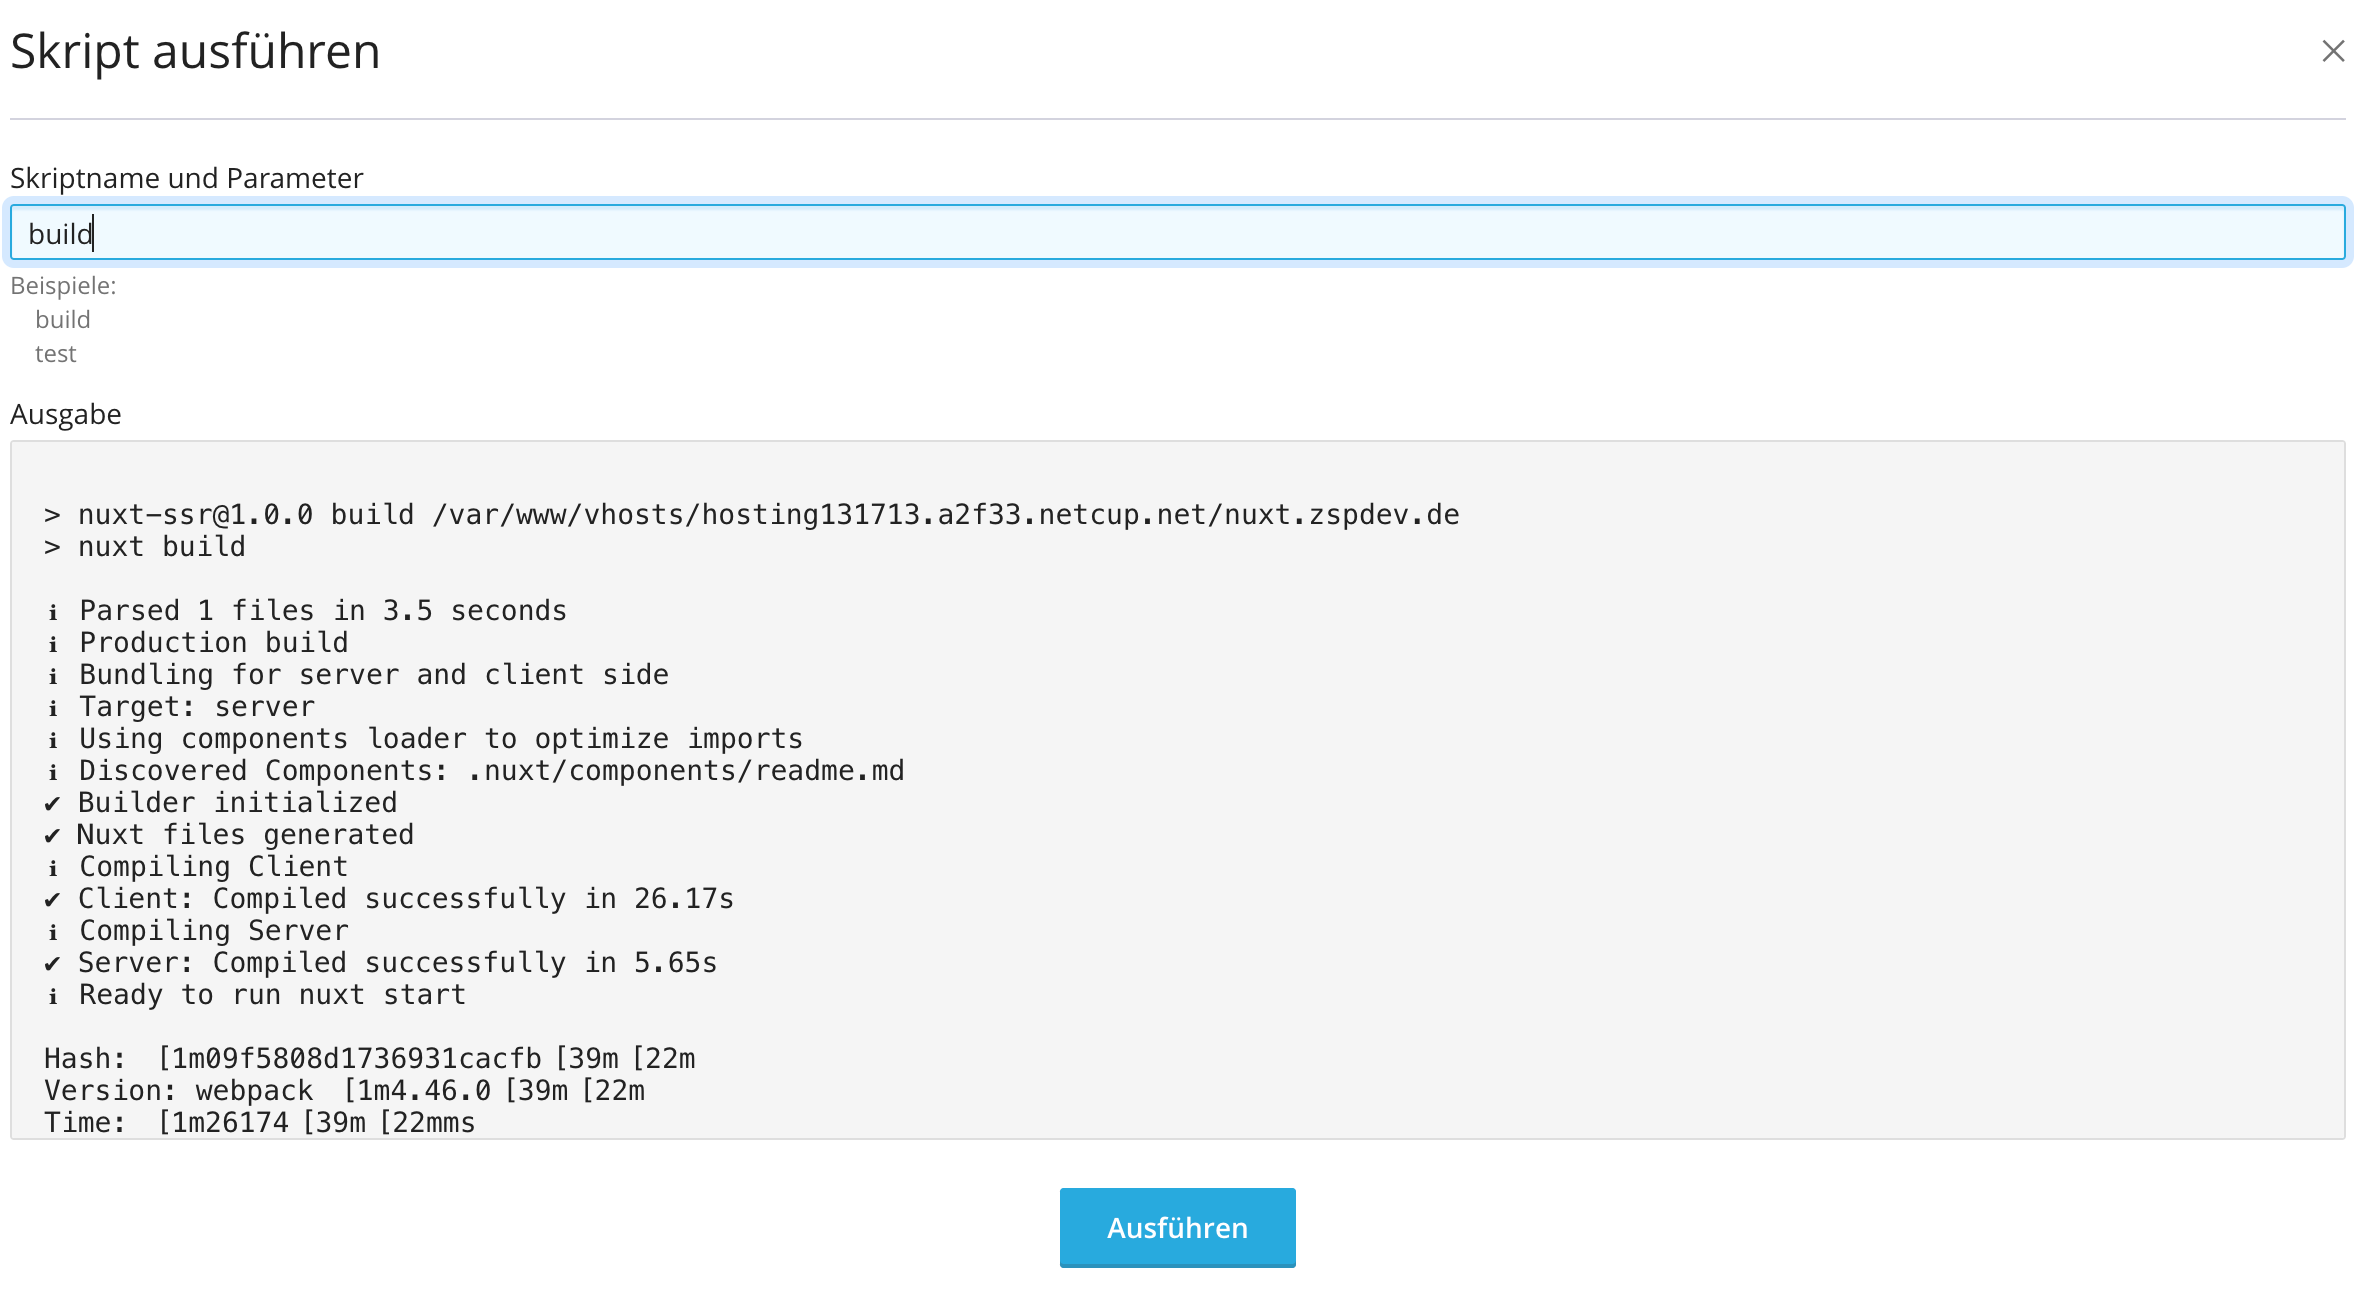 Skript ausführen
Skriptname und Parameter
build
Beispiele:
build
test
Ausgabe
> nuxt-ssr@1.0.0 build /var/www/vhosts/hosting131713.a2f33.netcup.net/nuxt.zspdev.de
> nuxt build
ℹ Parsed 1 files in 3.5 seconds
ℹ Production build
ℹ Bundling for server and client side
ℹ Target: server
ℹ Using components loader to optimize imports
ℹ Discovered Components: .nuxt/components/readme.md
✔ Builder initialized
✔ Nuxt files generated
ℹ Compiling Client
✔ Client: Compiled successfully in 26.17s
ℹ Compiling Server
✔ Server: Compiled successfully in 5.65s
ℹ Ready to run nuxt start
Hash: [1m09f5808d1736931cacfb [39m [22m
Version: webpack [1m4.46.0 [39m [22m
Time: [1m26174 [39m [22mms
Ausführen